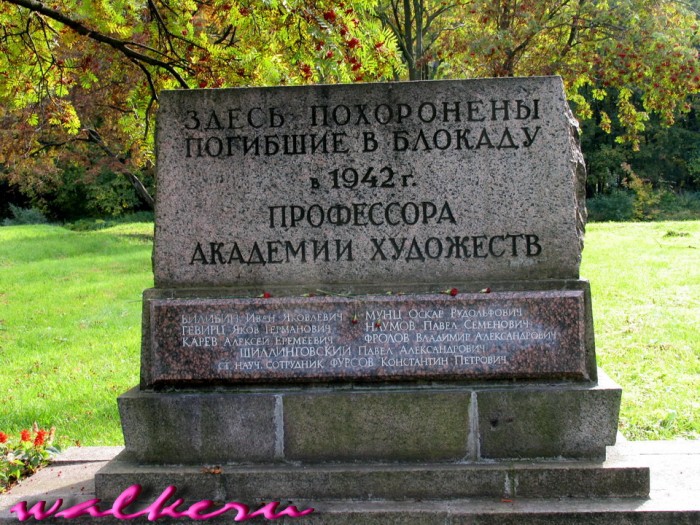 ЗДЕСЬ ПОХОРОНЕНЫ
ПОГИБШИЕ В БЛОКАДУ
в 1942 г.
ПРОФЕССОРА
АКАДЕМИИ ХУДОЖЕСТВ
БИЛИБИН Иван Яковлевич МУНЦ Оскар Рудольфович
ГЕВИРЦ Яков Германович НАУМОВ Павел Семенович
КАРЕВ Алексей Еремеевич ФРОЛОВ Владимир Александрович
ШИЛЛИНГОВСКИЙ Павел Александрович
ст. науч. сотрудник ФУРСОВ Константин Петрович
walkeru